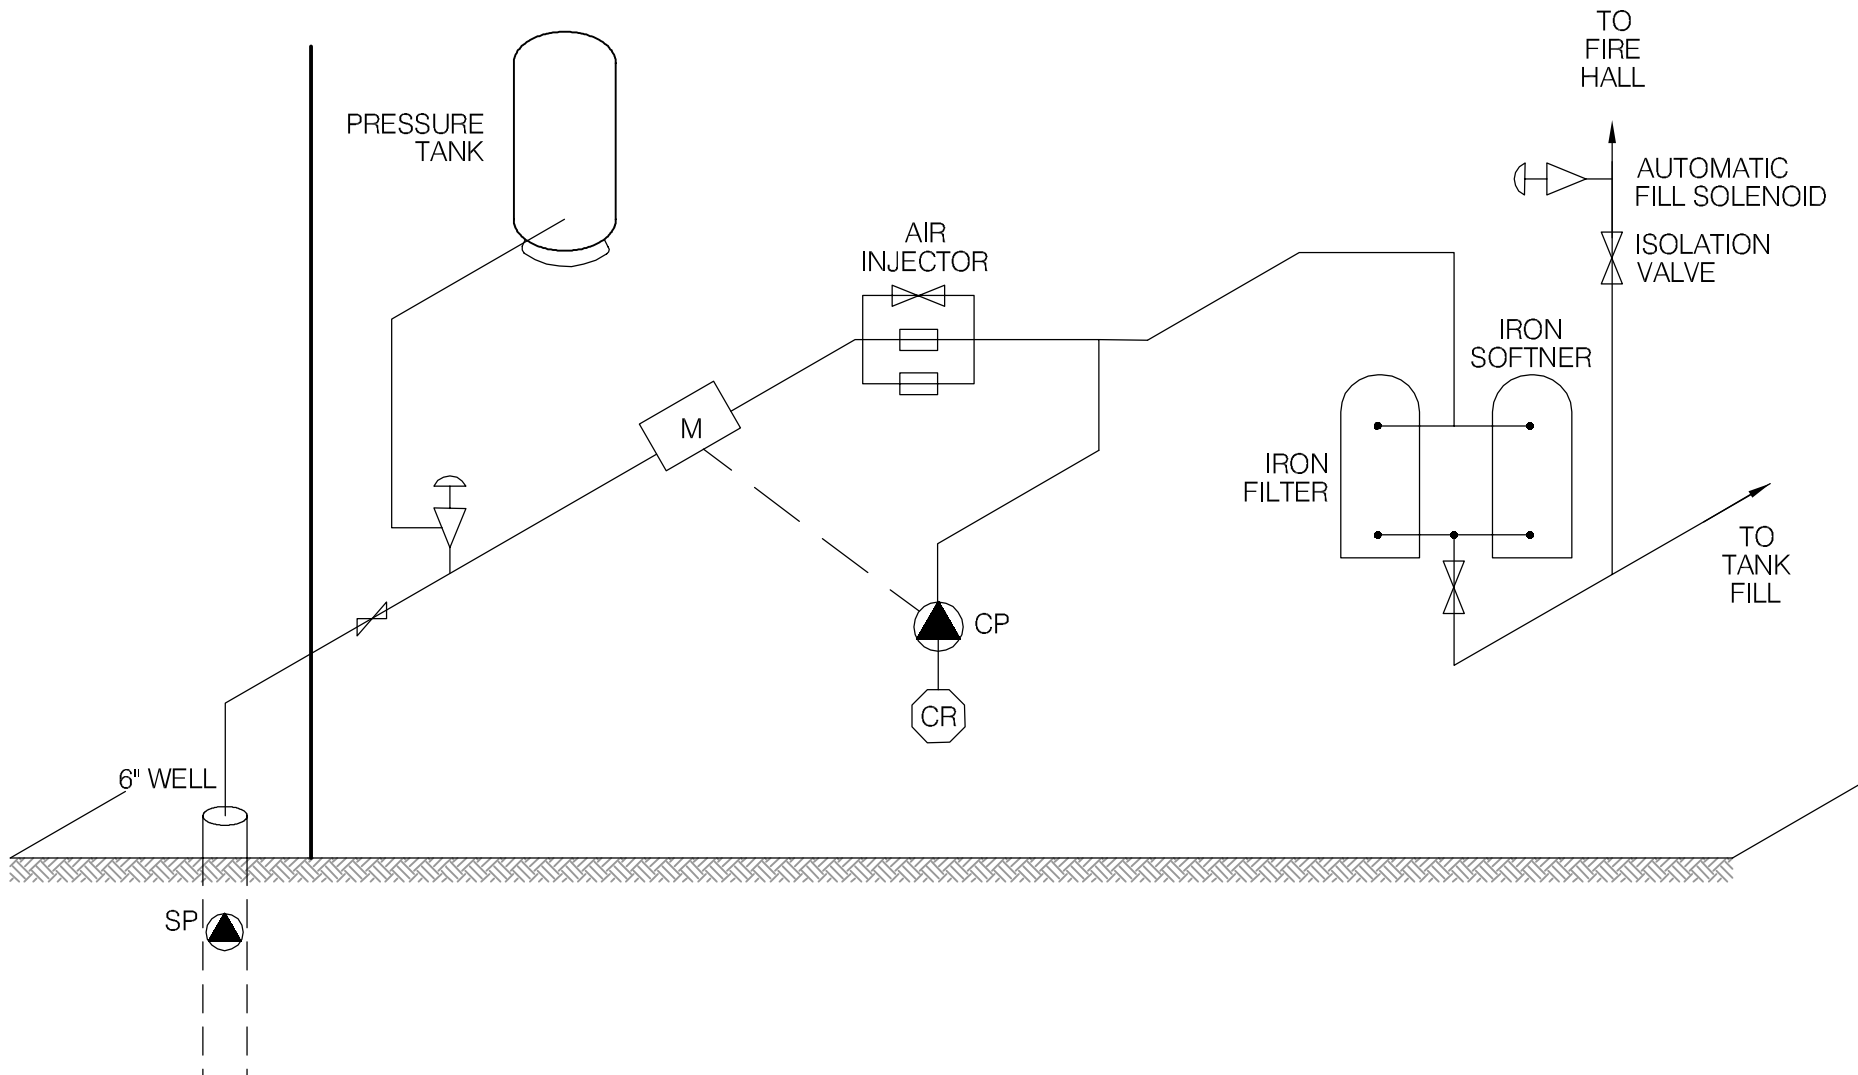 TO
FIRE
HALL
PRESSURE
TANK
AUTOMATIC
FILL SOLENOID
AIR
INJECTOR
ISOLATION
VALVE
IRON
SOFTNER
M
IRON
FILTER
TO
TANK
FILL
CP
CR
6" WELL
SP